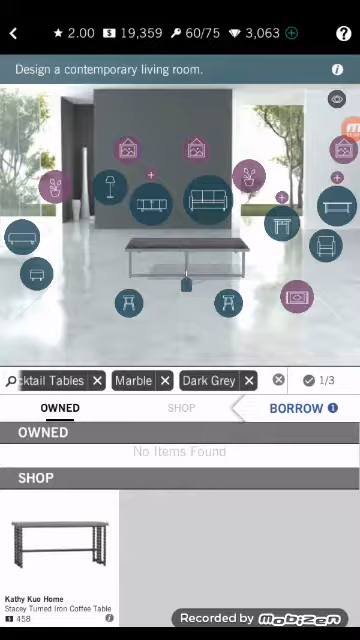 2.00 19,359 60/75 3,063 ?
Design a contemporary living room. i
cktail Tables X Marble X Dark Grey X 1/3
OWNED SHOP BORROW 1
OWNED
No Items Found
SHOP
Kathy Kuo Home
Stacey Turned Iron Coffee Table
$ 458 i
Recorded by mobizen